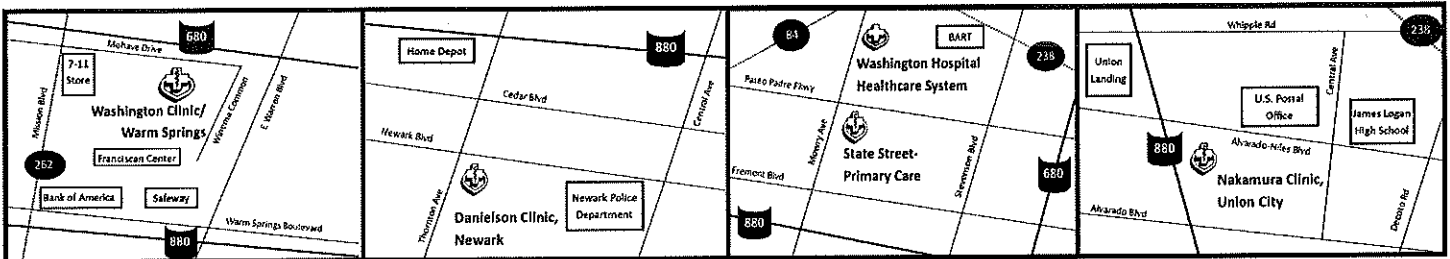 680
Mohave Drive
7-11
Store
Washington Clinic/
Warm Springs
Mission Blvd
Warema Common
E Warren Blvd
262
Franciscan Center
Bank of America
Safeway
Warm Springs Boulevard
880
Home Depot
880
Cedar Blvd
Central Ave
Newark Blvd
Thornton Ave
Danielson Clinic,
Newark
Newark Police
Department
84
BART
238
Washington Hospital
Healthcare System
Paseo Padre Pkwy
Mowry Ave
State Street-
Primary Care
Stevenson Blvd
Fremont Blvd
680
880
Whipple Rd
238
Union
Landing
Central Ave
U.S. Postal
Office
James Logan
High School
Alvarado-Niles Blvd
880
Nakamura Clinic,
Union City
Alvarado Blvd
Decoto Rd